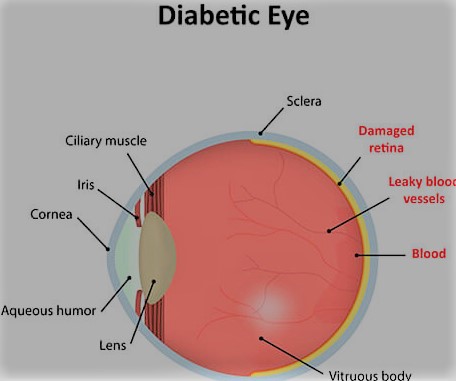 Diabetic Eye
Sclera
Damaged
retina
Ciliary muscle
Leaky blood
vessels
Iris
Cornea
Blood
Aqueous humor
Lens
Vitruous body